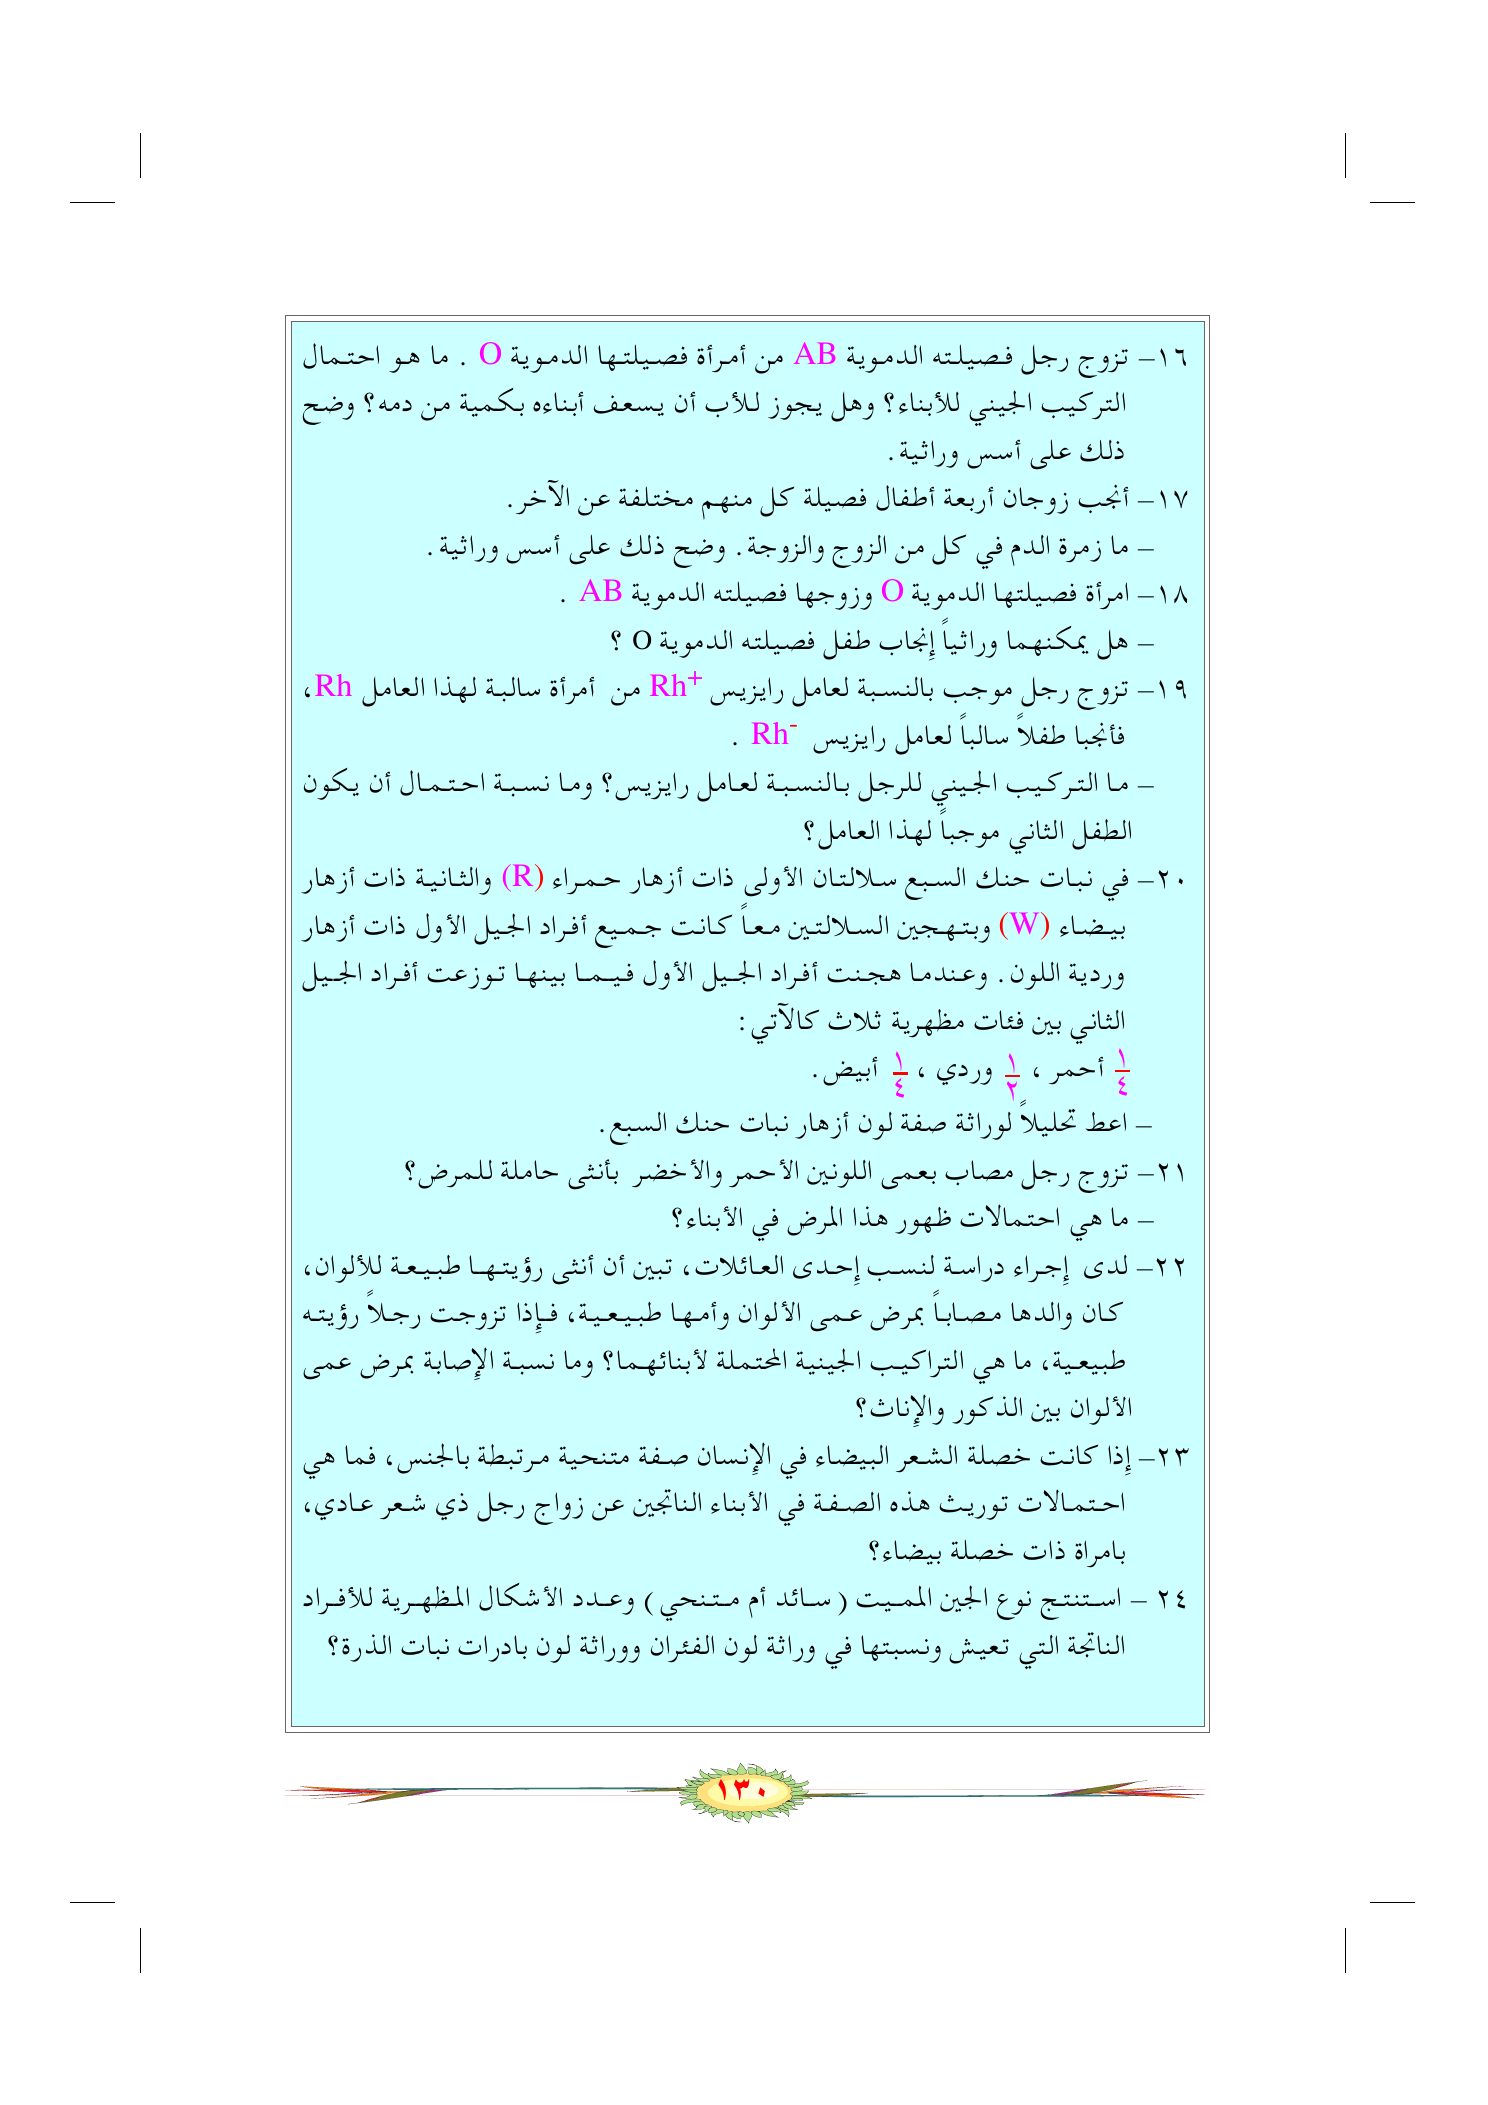 ١٦– تزوج رجل فصيلته الدموية AB من أمرأة فصيلتها الدموية O . ما هو احتمال
التركيب الجيني للأبناء؟ وهل يجوز للأب أن يسعف أبناءه بكمية من دمه؟ وضح
ذلك على أسس وراثية.
١٧– أنجب زوجان أربعة أطفال فصيلة كل منهم مختلفة عن الآخر.
– ما زمرة الدم في كل من الزوج والزوجة. وضح ذلك على أسس وراثية.
١٨– امرأة فصيلتها الدموية O وزوجها فصيلته الدموية AB .
– هل يمكنهما وراثياً إنجاب طفل فصيلته الدموية O ؟
١٩– تزوج رجل موجب بالنسبة لعامل رايزيس Rh+ من أمرأة سالبة لهذا العامل Rh،
فأنجبا طفلاً سالباً لعامل رايزيس Rh- .
– ما التركيب الجيني للرجل بالنسبة لعامل رايزيس؟ وما نسبة احتمال أن يكون
الطفل الثاني موجباً لهذا العامل؟
٢٠– في نبات حنك السبع سلالتان الأولى ذات أزهار حمراء (R) والثانية ذات أزهار
بيضاء (W) وبتهجين السلالتين معاً كانت جميع أفراد الجيل الأول ذات أزهار
وردية اللون. وعندما هجنت أفراد الجيل الأول فيما بينها توزعت أفراد الجيل
الثاني بين فئات مظهرية ثلاث كالآتي:
١/٤ أحمر ، ١/٢ وردي ، ١/٤ أبيض.
– اعط تحليلاً لوراثة صفة لون أزهار نبات حنك السبع.
٢١– تزوج رجل مصاب بعمى اللونين الأحمر والأخضر بأنثى حاملة للمرض؟
– ما هي احتمالات ظهور هذا المرض في الأبناء؟
٢٢– لدى إجراء دراسة لنسب إحدى العائلات، تبين أن أنثى رؤيتها طبيعة للألوان،
كان والدها مصاباً بمرض عمى الألوان وأمها طبيعية، فإذا تزوجت رجلاً رؤيته
طبيعية، ما هي التراكيب الجينية المحتملة لأبنائهما؟ وما نسبة الإصابة بمرض عمى
الألوان بين الذكور والإناث؟
٢٣– إذا كانت خصلة الشعر البيضاء في الإنسان صفة متنحية مرتبطة بالجنس، فما هي
احتمالات توريث هذه الصفة في الأبناء الناتجين عن زواج رجل ذي شعر عادي،
بامراة ذات خصلة بيضاء؟
٢٤ – استنتج نوع الجين المميت (سائد أم متنحي) وعدد الأشكال المظهرية للأفراد
الناتجة التي تعيش ونسبتها في وراثة لون الفئران ووراثة لون بادرات نبات الذرة؟
١٣٠